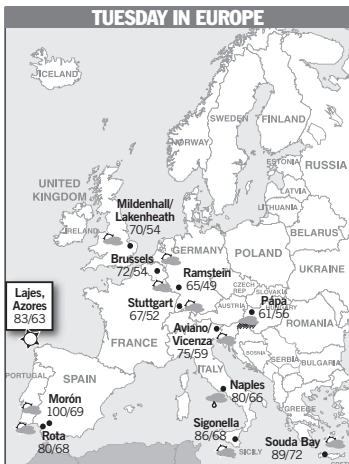 TUESDAY IN EUROPE
ICELAND
SWEDEN
FINLAND
NORWAY
ESTONIA
RUSSIA
LATVIA
LITHUANIA
UNITED
KINGDOM
Mildenhall/
Lakenheath
70/54
IRELAND
BELARUS
Brussels
72/54
GERMANY
POLAND
Ramstein
65/49
UKRAINE
CZECH
REP
SLOVAKIA
Lajes,
Azores
83/63
Stuttgart
67/52
AUSTRIA
Pápa
61/56
HUNGARY
Aviano/
Vicenza
75/59
ROMANIA
FRANCE
BOSNIA
SERBIA
BULGARIA
ITALY
PORTUGAL
SPAIN
Naples
80/66
Morón
100/69
GREECE
Sigonella
86/68
Rota
80/68
Souda Bay
89/72
SICILY